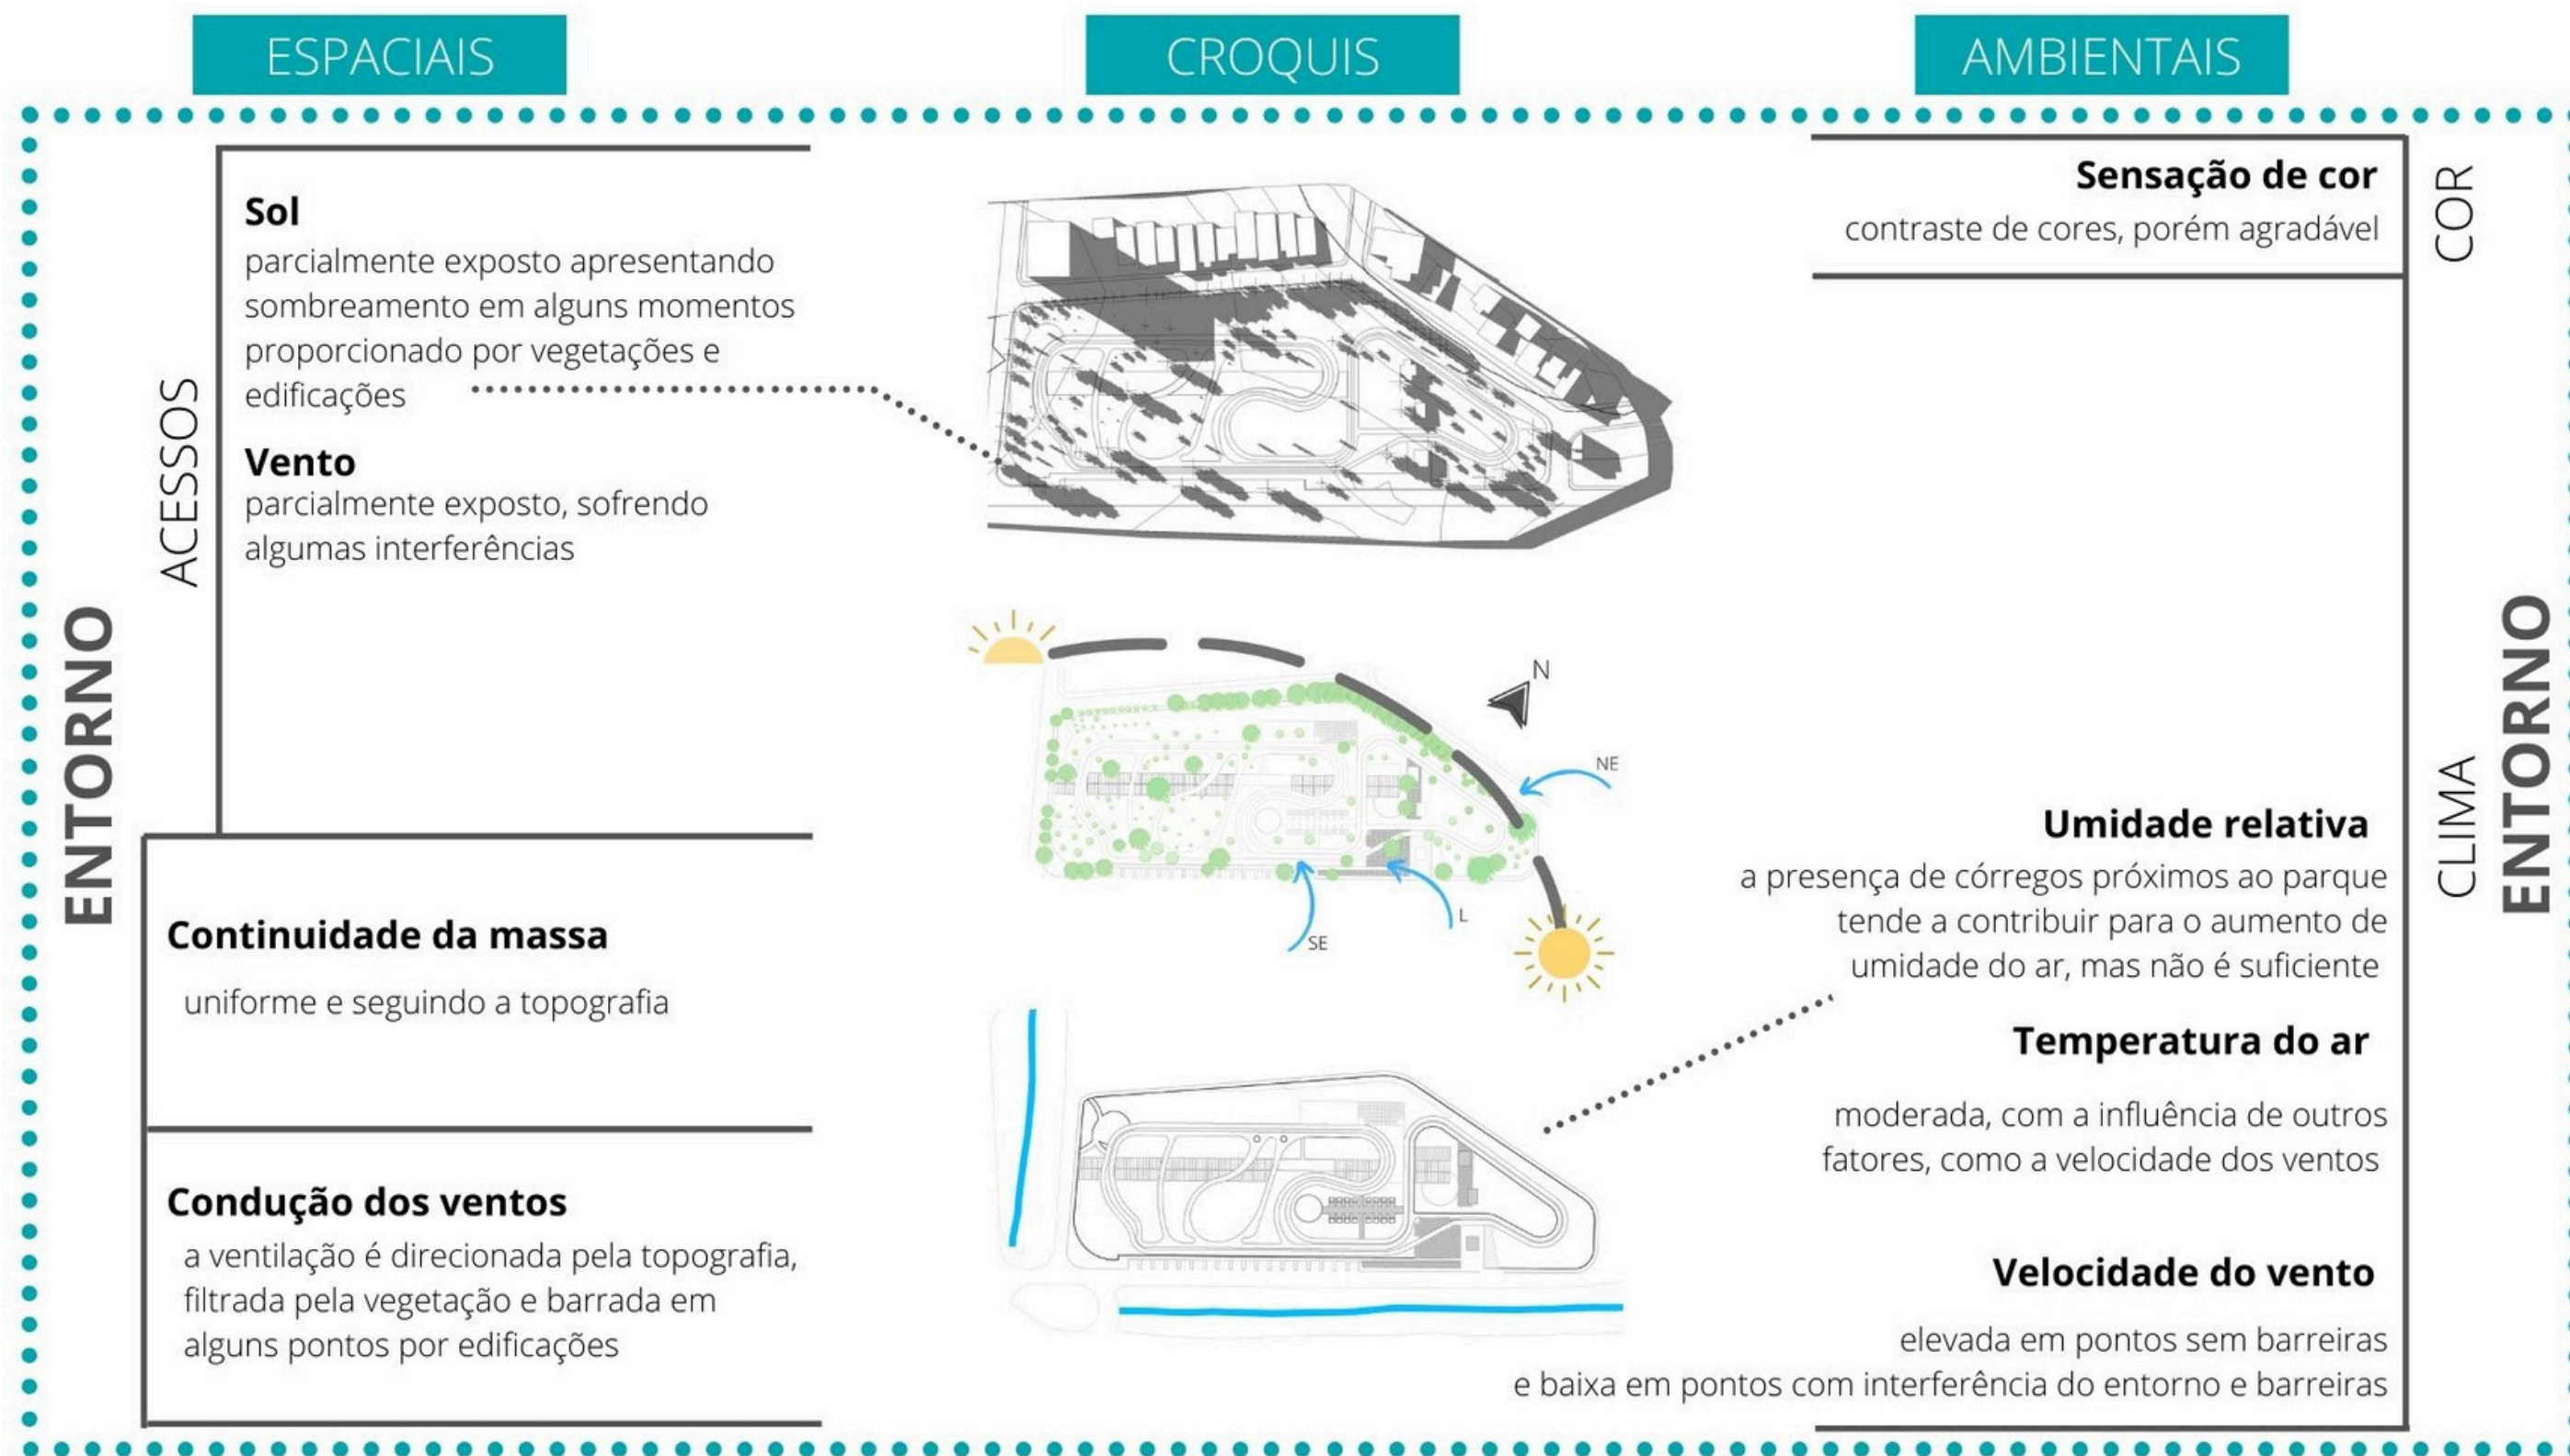 ESPACIAIS
CROQUIS
AMBIENTAIS
ENTORNO
ACESSOS
Sol
parcialmente exposto apresentando
sombreamento em alguns momentos
proporcionado por vegetações e
edificações
Vento
parcialmente exposto, sofrendo
algumas interferências
Continuidade da massa
uniforme e seguindo a topografia
Condução dos ventos
a ventilação é direcionada pela topografia,
filtrada pela vegetação e barrada em
alguns pontos por edificações
N
NE
L
SE
COR
Sensação de cor
contraste de cores, porém agradável
CLIMA
ENTORNO
Umidade relativa
a presença de córregos próximos ao parque
tende a contribuir para o aumento de
umidade do ar, mas não é suficiente
Temperatura do ar
moderada, com a influência de outros
fatores, como a velocidade dos ventos
Velocidade do vento
elevada em pontos sem barreiras
e baixa em pontos com interferência do entorno e barreiras